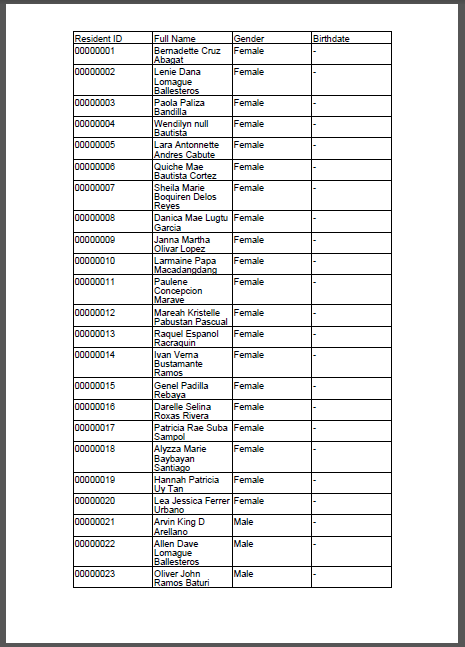 Resident ID Full Name Gender Birthdate
00000001 Bernadette Cruz Female -
Abagat
00000002 Lenie Dana Female -
Lomague
Ballesteros
00000003 Paola Paliza Female -
Bandilla
00000004 Wendilyn null Female -
Bautista
00000005 Lara Antonnette Female -
Andres Cabute
00000006 Quiche Mae Female -
Bautista Cortez
00000007 Sheila Marie Female -
Boquiren Delos
Reyes
00000008 Danica Mae Lugtu Female -
Garcia
00000009 Janna Martha Female -
Olivar Lopez
00000010 Larmaine Papa Female -
Macadangdang
00000011 Paulene Female -
Concepcion
Marave
00000012 Mareah Kristelle Female -
Pabustan Pascual
00000013 Raquel Espanol Female -
Racraquin
00000014 Ivan Verna Female -
Bustamante
Ramos
00000015 Genel Padilla Female -
Rebaya
00000016 Darelle Selina Female -
Roxas Rivera
00000017 Patricia Rae Suba Female -
Sampol
00000018 Alyzza Marie Female -
Baybayan
Santiago
00000019 Hannah Patricia Female -
Uy Tan
00000020 Lea Jessica Ferrer Female -
Urbano
00000021 Arvin King D Male -
Arellano
00000022 Allen Dave Male -
Lomague
Ballesteros
00000023 Oliver John Male -
Ramos Baturi